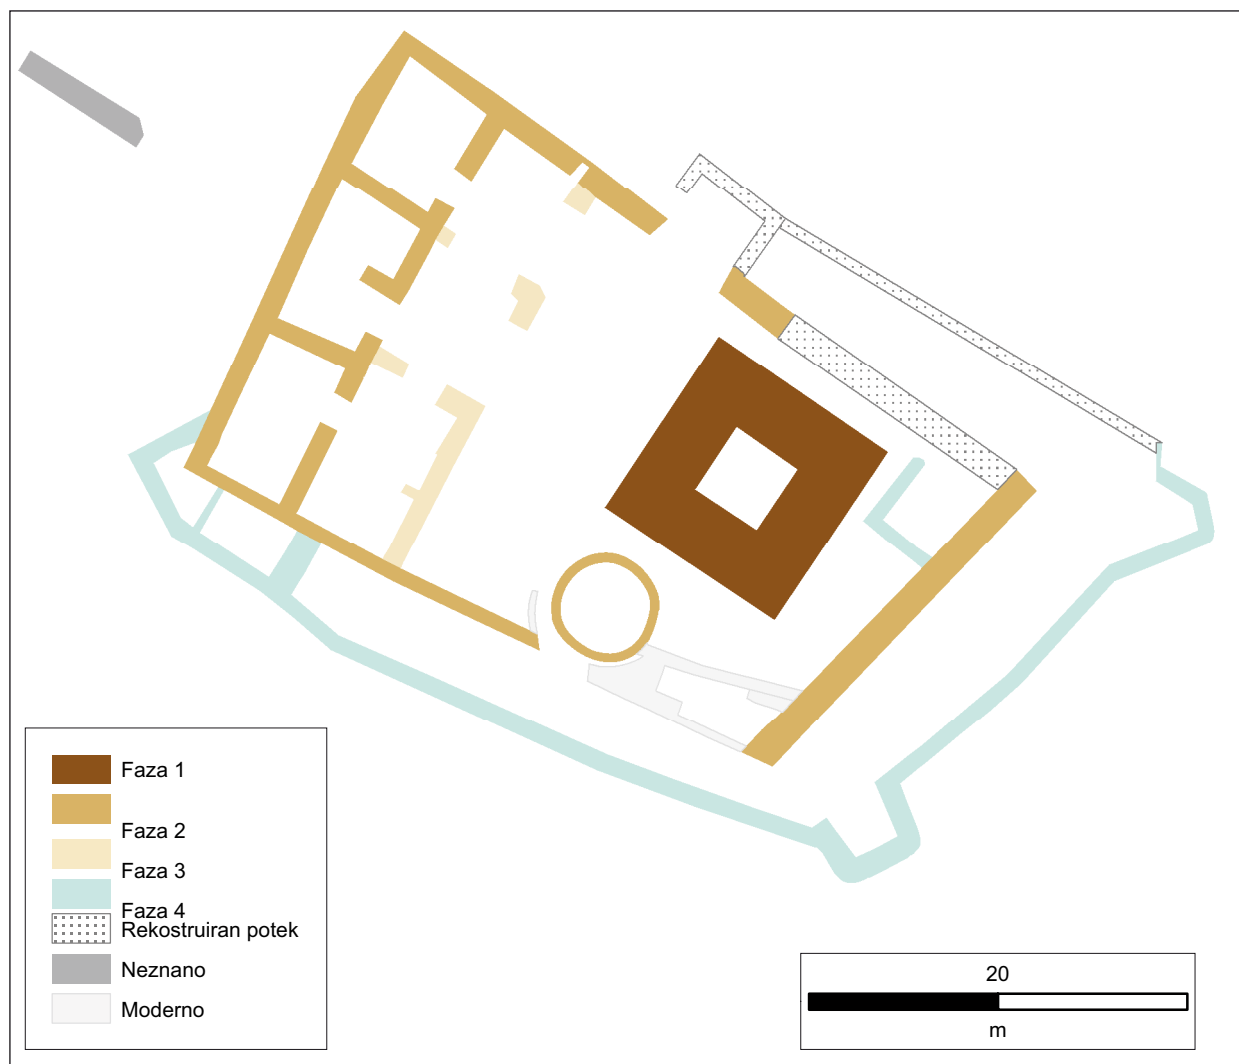 Faza 1
Faza 2
Faza 3
Faza 4
Rekostruiran potek
Neznano
Moderno
20
m